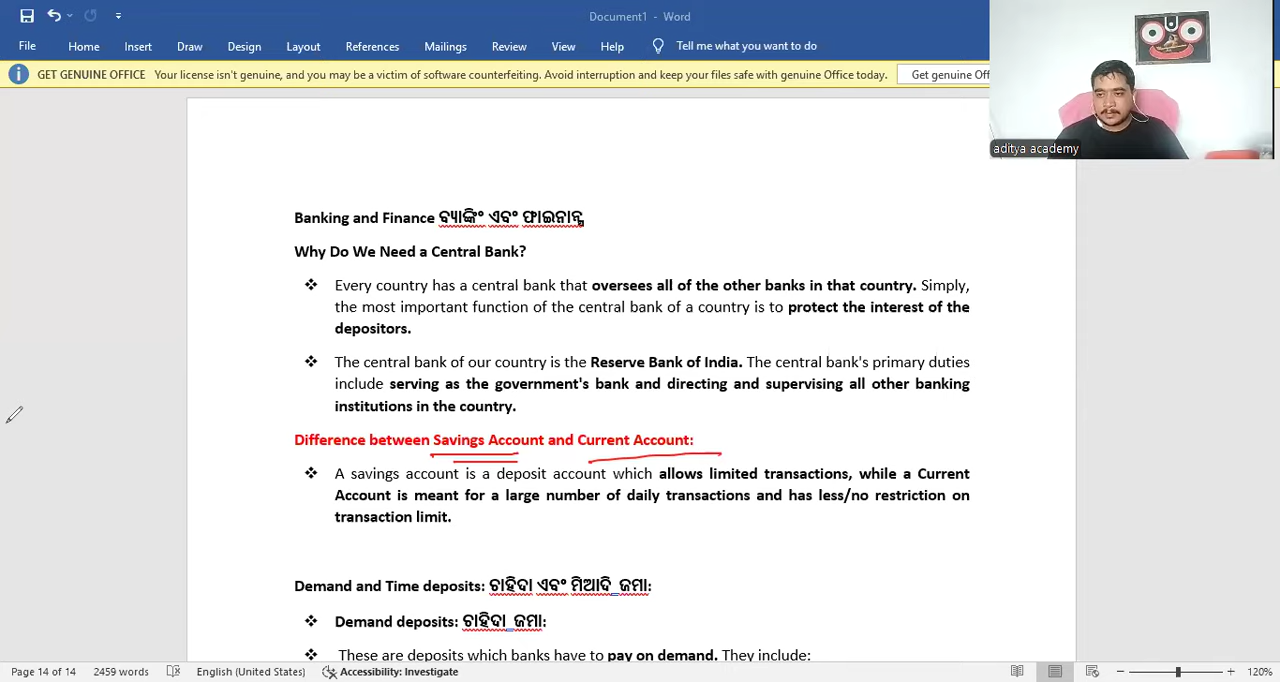 Document1 - Word
File Home Insert Draw Design Layout References Mailings Review View Help Tell me what you want to do
GET GENUINE OFFICE Your license isn't genuine, and you may be a victim of software counterfeiting. Avoid interruption and keep your files safe with genuine Office today. Get genuine Off
aditya academy
Banking and Finance ବ୍ୟାଙ୍କିଂ ଏବଂ ଫାଇନାନ୍ସ
Why Do We Need a Central Bank?
❖ Every country has a central bank that oversees all of the other banks in that country. Simply,
the most important function of the central bank of a country is to protect the interest of the
depositors.
❖ The central bank of our country is the Reserve Bank of India. The central bank's primary duties
include serving as the government's bank and directing and supervising all other banking
institutions in the country.
Difference between Savings Account and Current Account:
❖ A savings account is a deposit account which allows limited transactions, while a Current
Account is meant for a large number of daily transactions and has less/no restriction on
transaction limit.
Demand and Time deposits: ଚାହିଦା ଏବଂ ମିଆଦି ଜମା:
❖ Demand deposits: ଚାହିଦା ଜମା:
❖ These are deposits which banks have to pay on demand. They include:
Page 14 of 14 2459 words English (United States) Accessibility: Investigate 120%